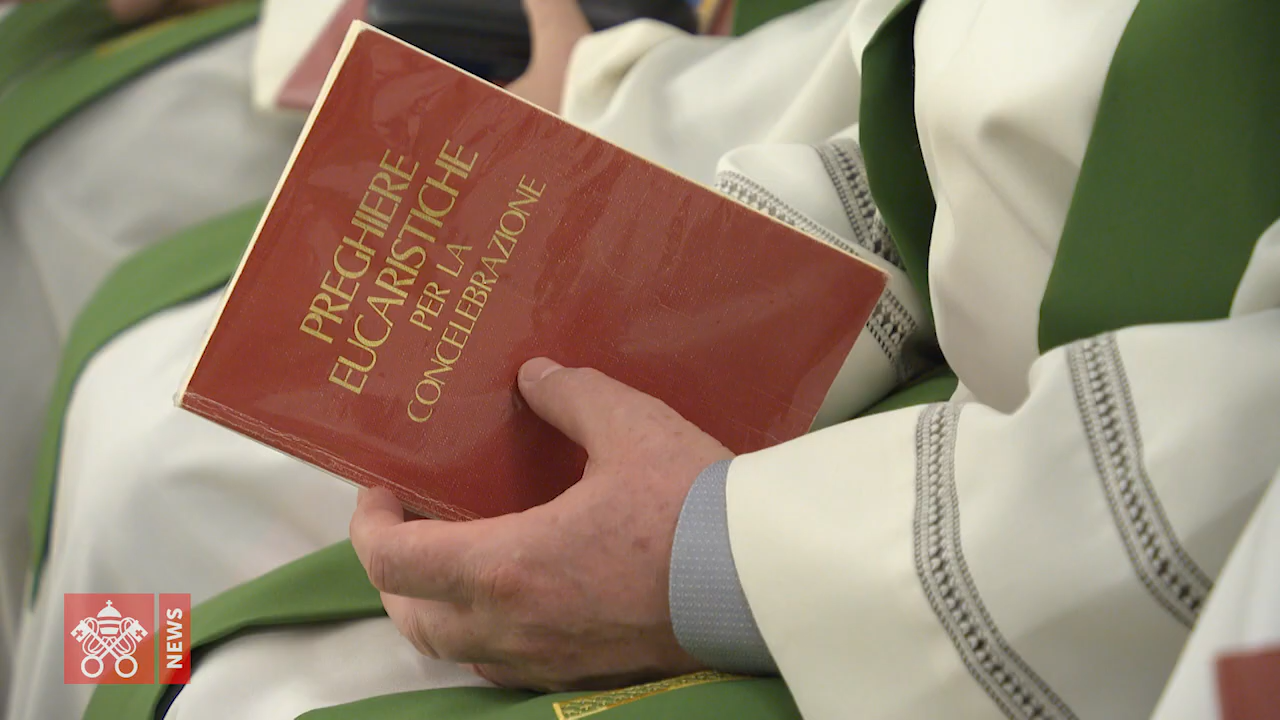 PREGHIERE
EUCARISTICHE
PER LA
CONCELEBRAZIONE
NEWS